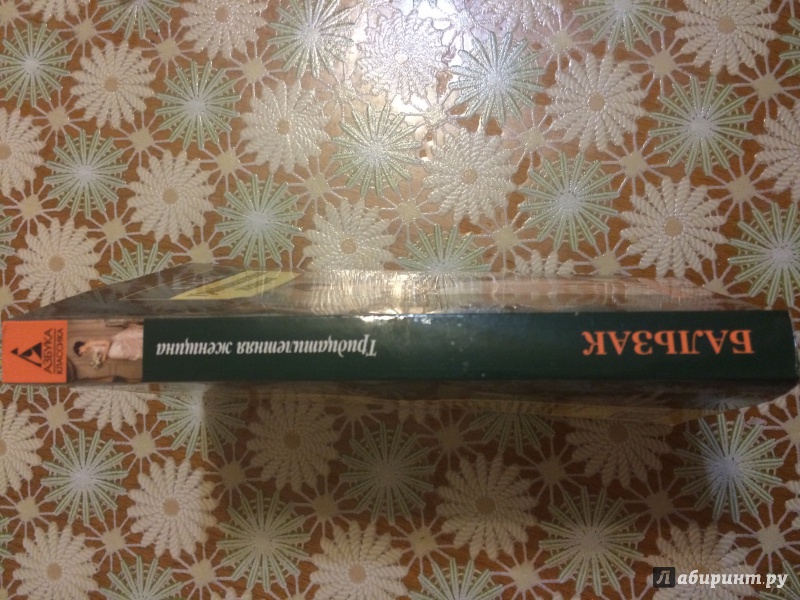 БАЛЬЗАК
Тридцатилетняя женщина
АЗБУКА
КЛАССИКА
Лабиринт.ру